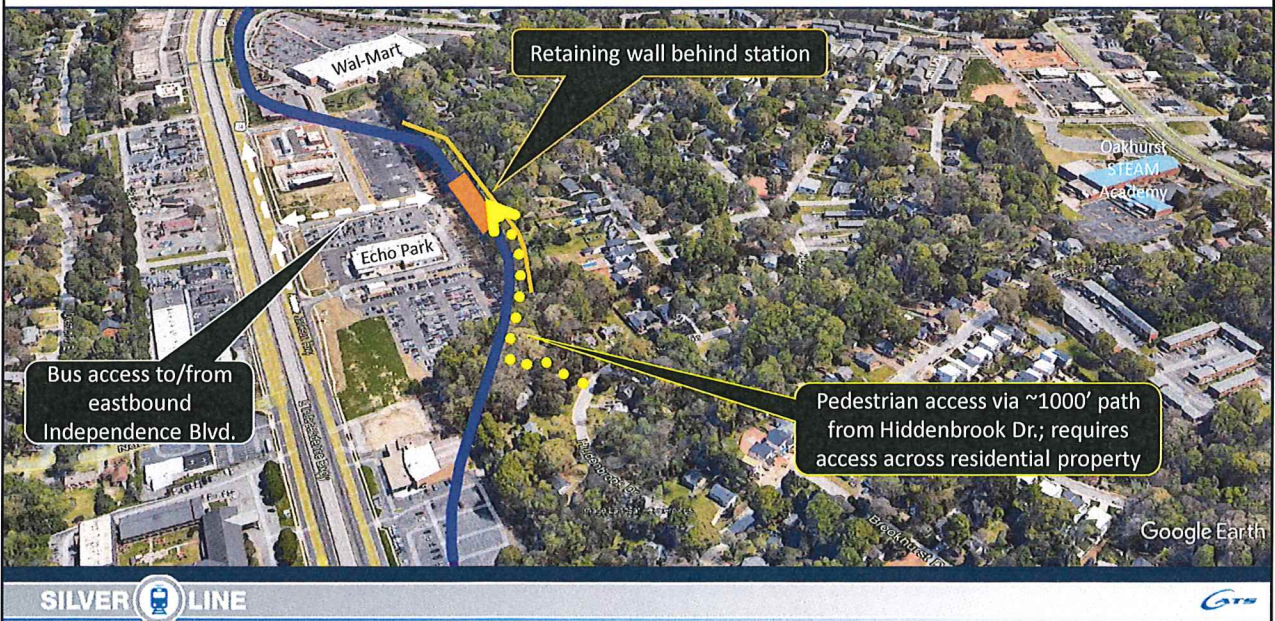 Wal-Mart
Retaining wall behind station
Oakhurst
STEAM
Academy
Echo Park
Bus access to/from
eastbound
Independence Blvd.
Pedestrian access via ~1000' path
from Hiddenbrook Dr.; requires
access across residential property
Google Earth
SILVER LINE
CATS